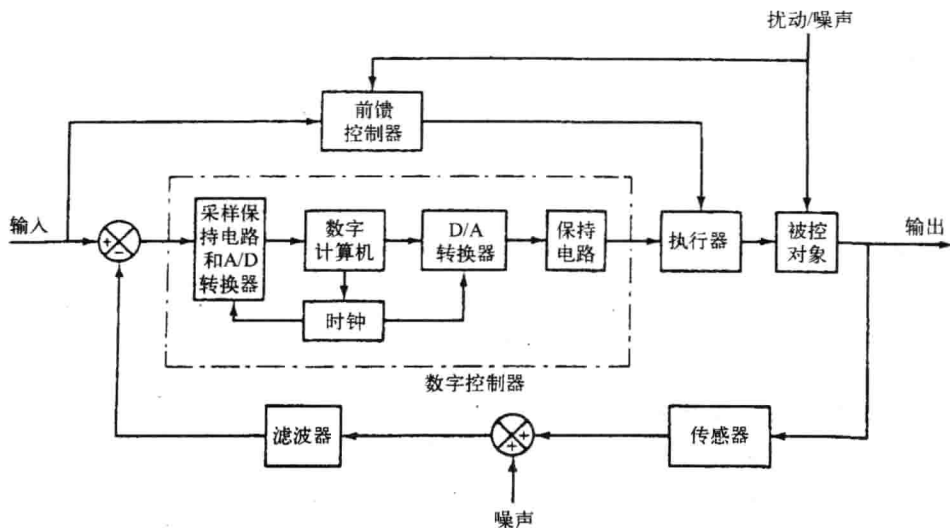 扰动/噪声
前馈
控制器
输入
+
−
采样保
持电路
和A/D
转换器
数字
计算机
D/A
转换器
保持
电路
执行器
被控
对象
输出
时钟
数字控制器
滤波器
+
+
传感器
噪声